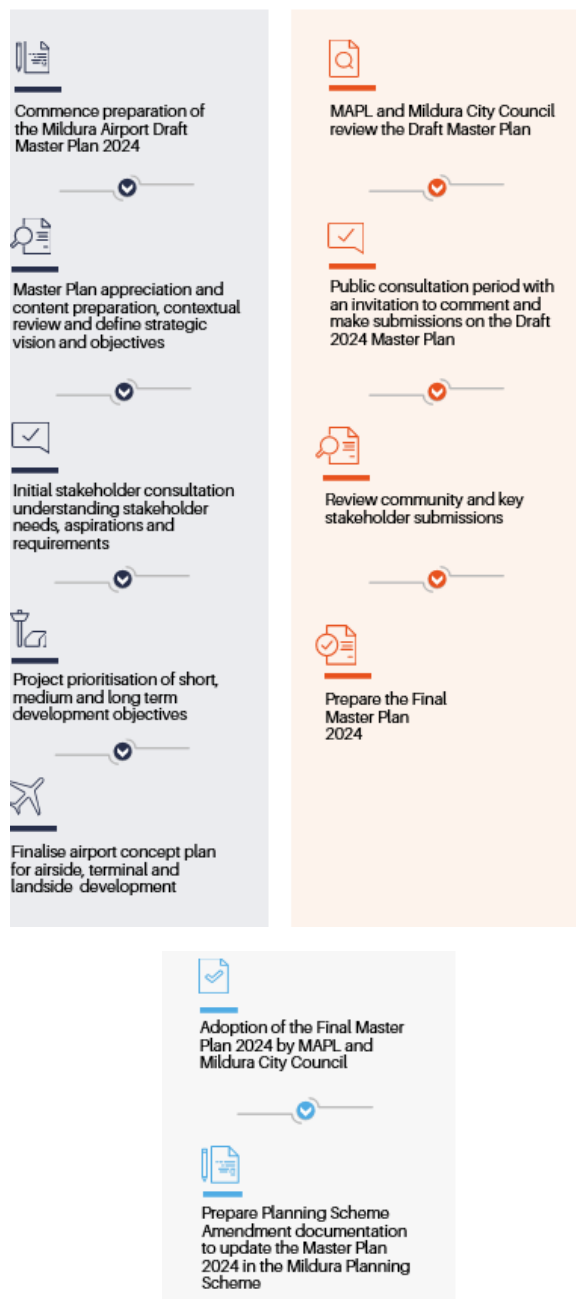 Commence preparation of
the Mildura Airport Draft
Master Plan 2024
Master Plan appreciation and
content preparation, contextual
review and define strategic
vision and objectives
Initial stakeholder consultation
understanding stakeholder
needs, aspirations and
requirements
Project prioritisation of short,
medium and long term
development objectives
Finalise airport concept plan
for airside, terminal and
landside development
MAPL and Mildura City Council
review the Draft Master Plan
Public consultation period with
an invitation to comment and
make submissions on the Draft
2024 Master Plan
Review community and key
stakeholder submissions
Prepare the Final
Master Plan
2024
Adoption of the Final Master
Plan 2024 by MAPL and
Mildura City Council
Prepare Planning Scheme
Amendment documentation
to update the Master Plan
2024 in the Mildura Planning
Scheme